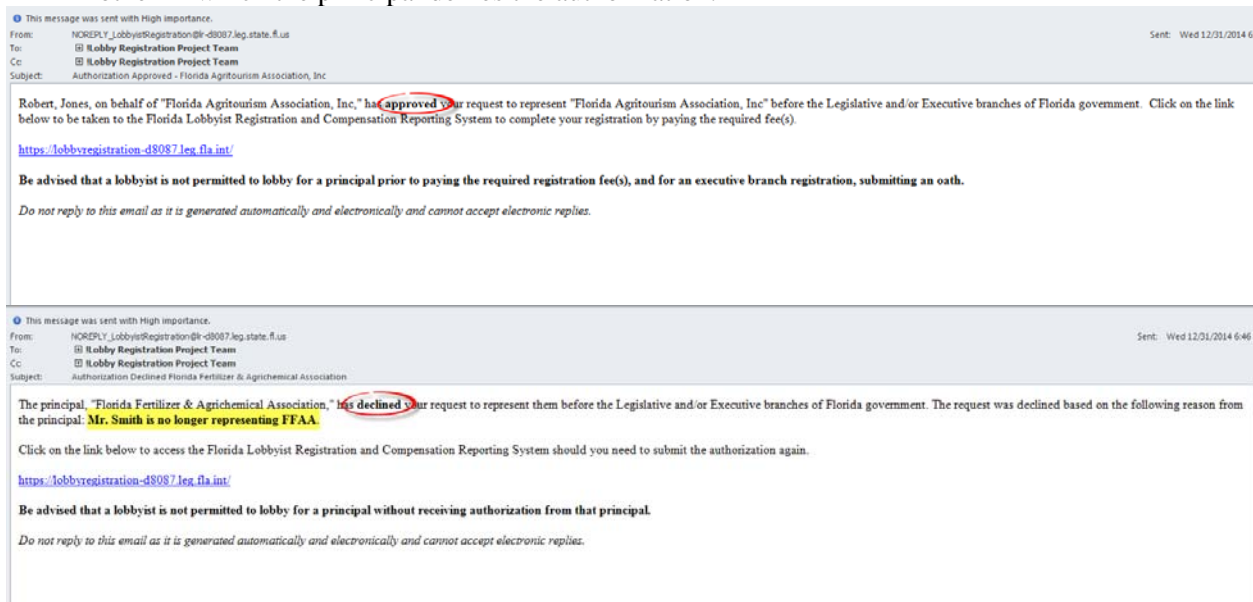 This message was sent with High importance.
From: NOREPLY_LobbyistRegistration@lr-d8087.leg.state.fl.us Sent: Wed 12/31/2014 6
To: !Lobby Registration Project Team
Cc: !Lobby Registration Project Team
Subject: Authorization Approved - Florida Agritourism Association, Inc
Robert, Jones, on behalf of "Florida Agritourism Association, Inc," has approved your request to represent "Florida Agritourism Association, Inc" before the Legislative and/or Executive branches of Florida government. Click on the link
below to be taken to the Florida Lobbyist Registration and Compensation Reporting System to complete your registration by paying the required fee(s).
https://lobbyregistration-d8087.leg.fla.int/
Be advised that a lobbyist is not permitted to lobby for a principal prior to paying the required registration fee(s), and for an executive branch registration, submitting an oath.
Do not reply to this email as it is generated automatically and electronically and cannot accept electronic replies.
This message was sent with High importance.
From: NOREPLY_LobbyistRegistration@lr-d8087.leg.state.fl.us Sent: Wed 12/31/2014 6:46
To: !Lobby Registration Project Team
Cc: !Lobby Registration Project Team
Subject: Authorization Declined Florida Fertilizer & Agrichemical Association
The principal, "Florida Fertilizer & Agrichemical Association," has declined your request to represent them before the Legislative and/or Executive branches of Florida government. The request was declined based on the following reason from
the principal: Mr. Smith is no longer representing FFAA.
Click on the link below to access the Florida Lobbyist Registration and Compensation Reporting System should you need to submit the authorization again.
https://lobbyregistration-d8087.leg.fla.int/
Be advised that a lobbyist is not permitted to lobby for a principal without receiving authorization from that principal.
Do not reply to this email as it is generated automatically and electronically and cannot accept electronic replies.